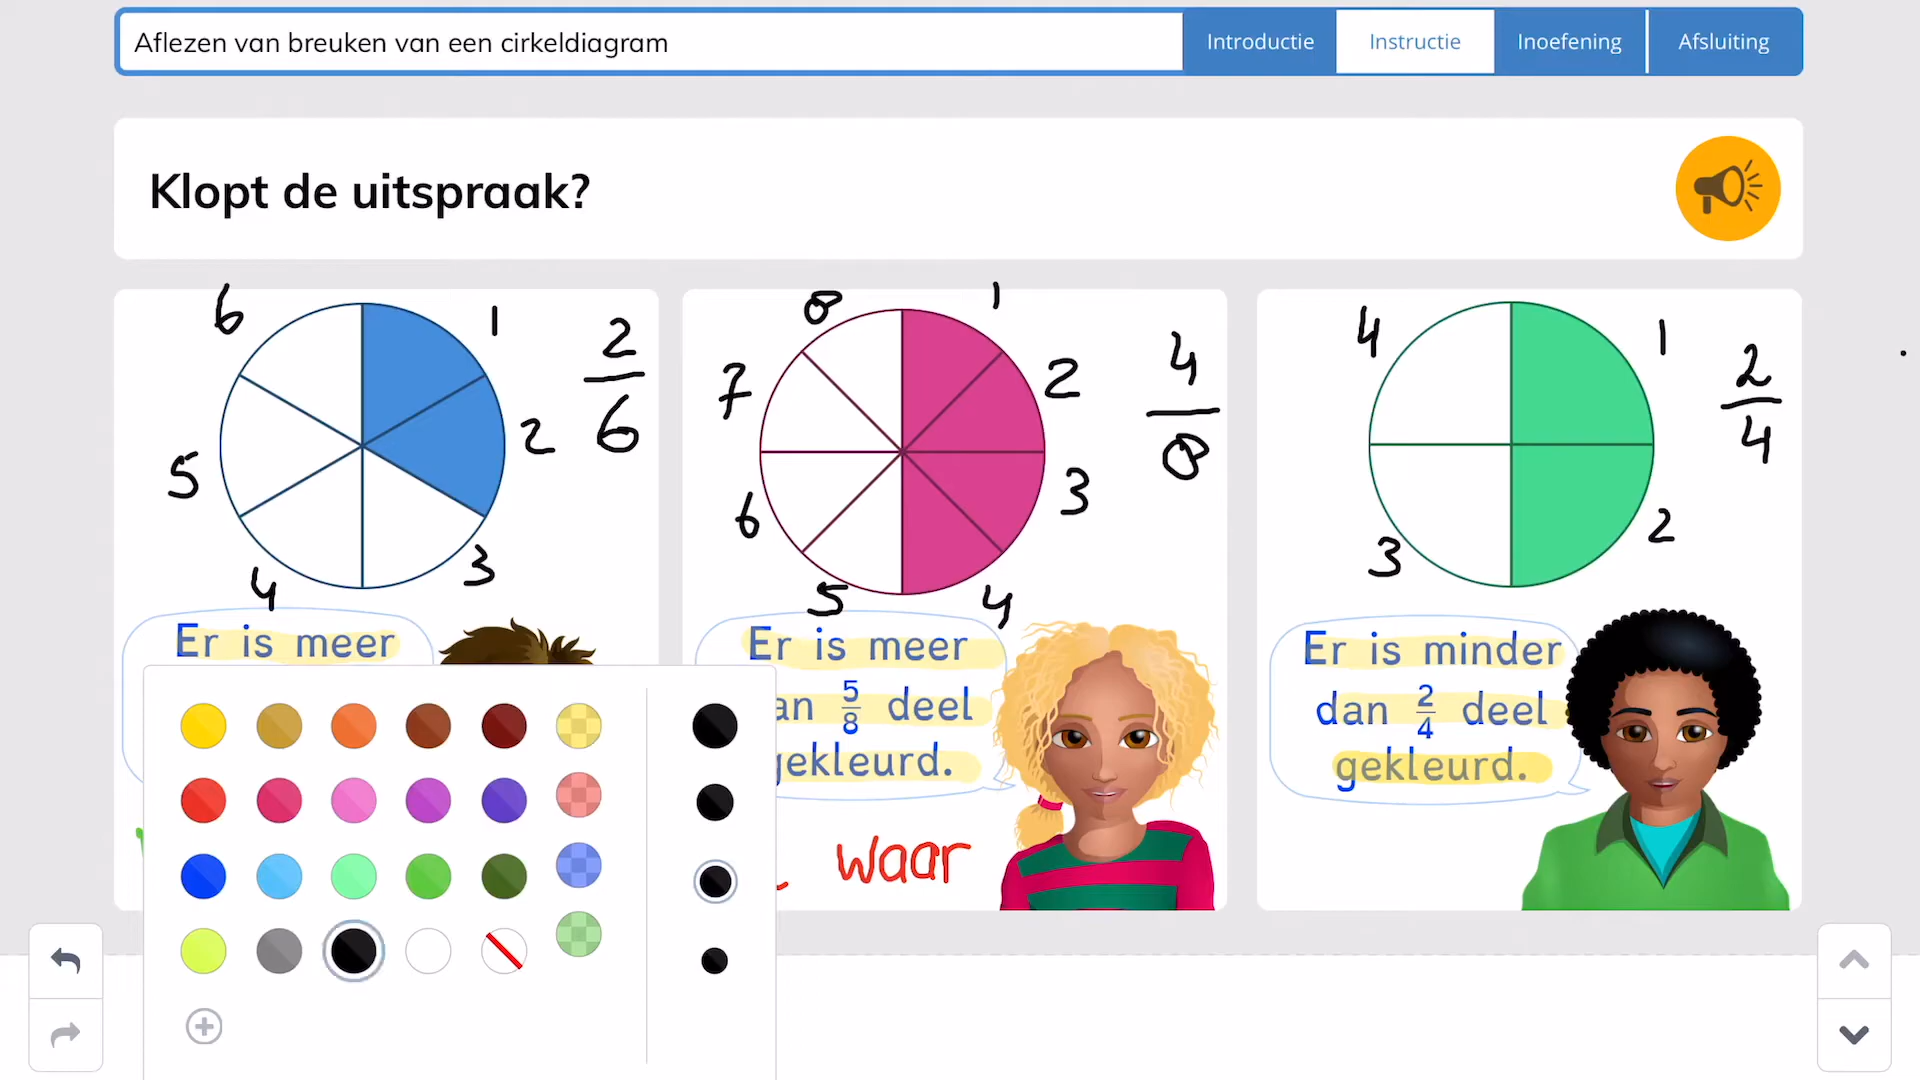 Aflezen van breuken van een cirkeldiagram
Introductie
Instructie
Inoefening
Afsluiting
Klopt de uitspraak?
6
1
2
3
4
5
2
6
8
1
2
3
4
5
6
7
4
8
4
1
2
3
2
4
Er is meer
Er is meer
an 5/8 deel
gekleurd.
waar
Er is minder
dan 2/4 deel
gekleurd.